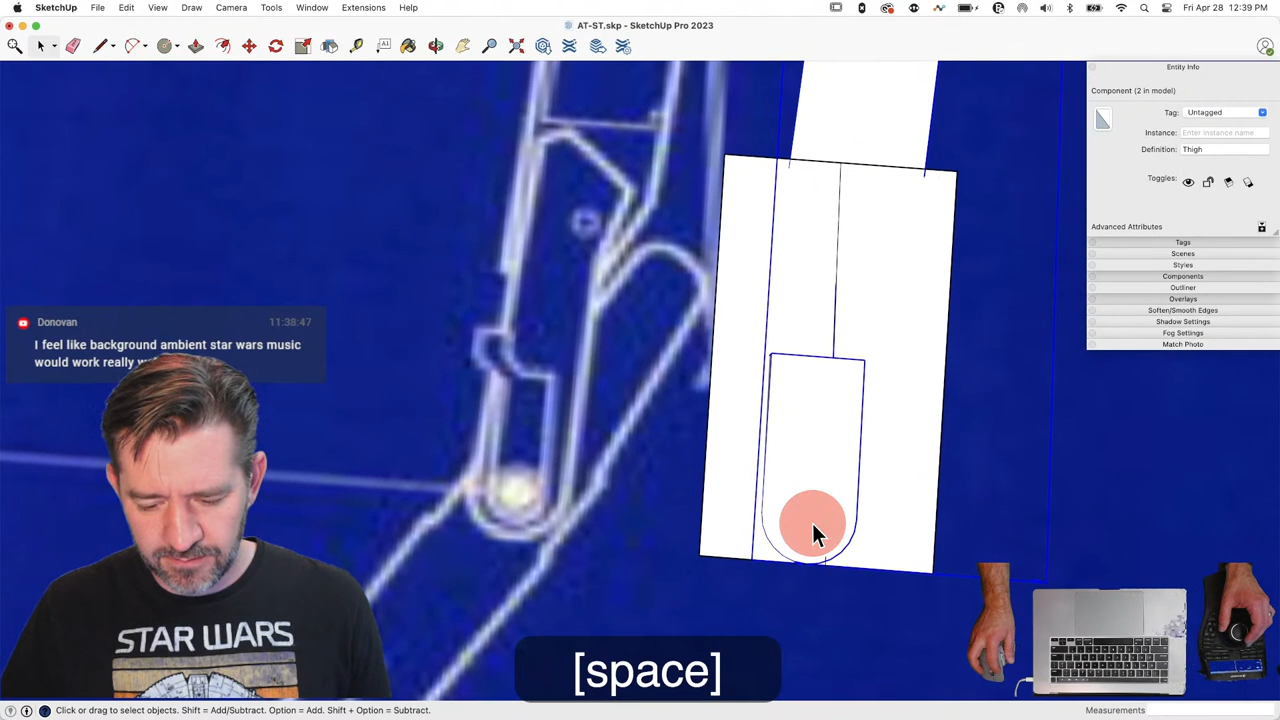 SketchUp File Edit View Draw Camera Tools Window Extensions Help
Fri Apr 28 12:39 PM
AT-ST.skp - SketchUp Pro 2023
Entity Info
Component (2 in model)
Tag: Untagged
Instance: Enter instance name
Definition: Thigh
Toggles:
Advanced Attributes
Tags
Scenes
Styles
Components
Outliner
Overlays
Soften/Smooth Edges
Shadow Settings
Fog Settings
Match Photo
Donovan 11:38:47
I feel like background ambient star wars music
would work really
STAR WARS
[space]
Click or drag to select objects. Shift = Add/Subtract. Option = Add. Shift + Option = Subtract.
Measurements